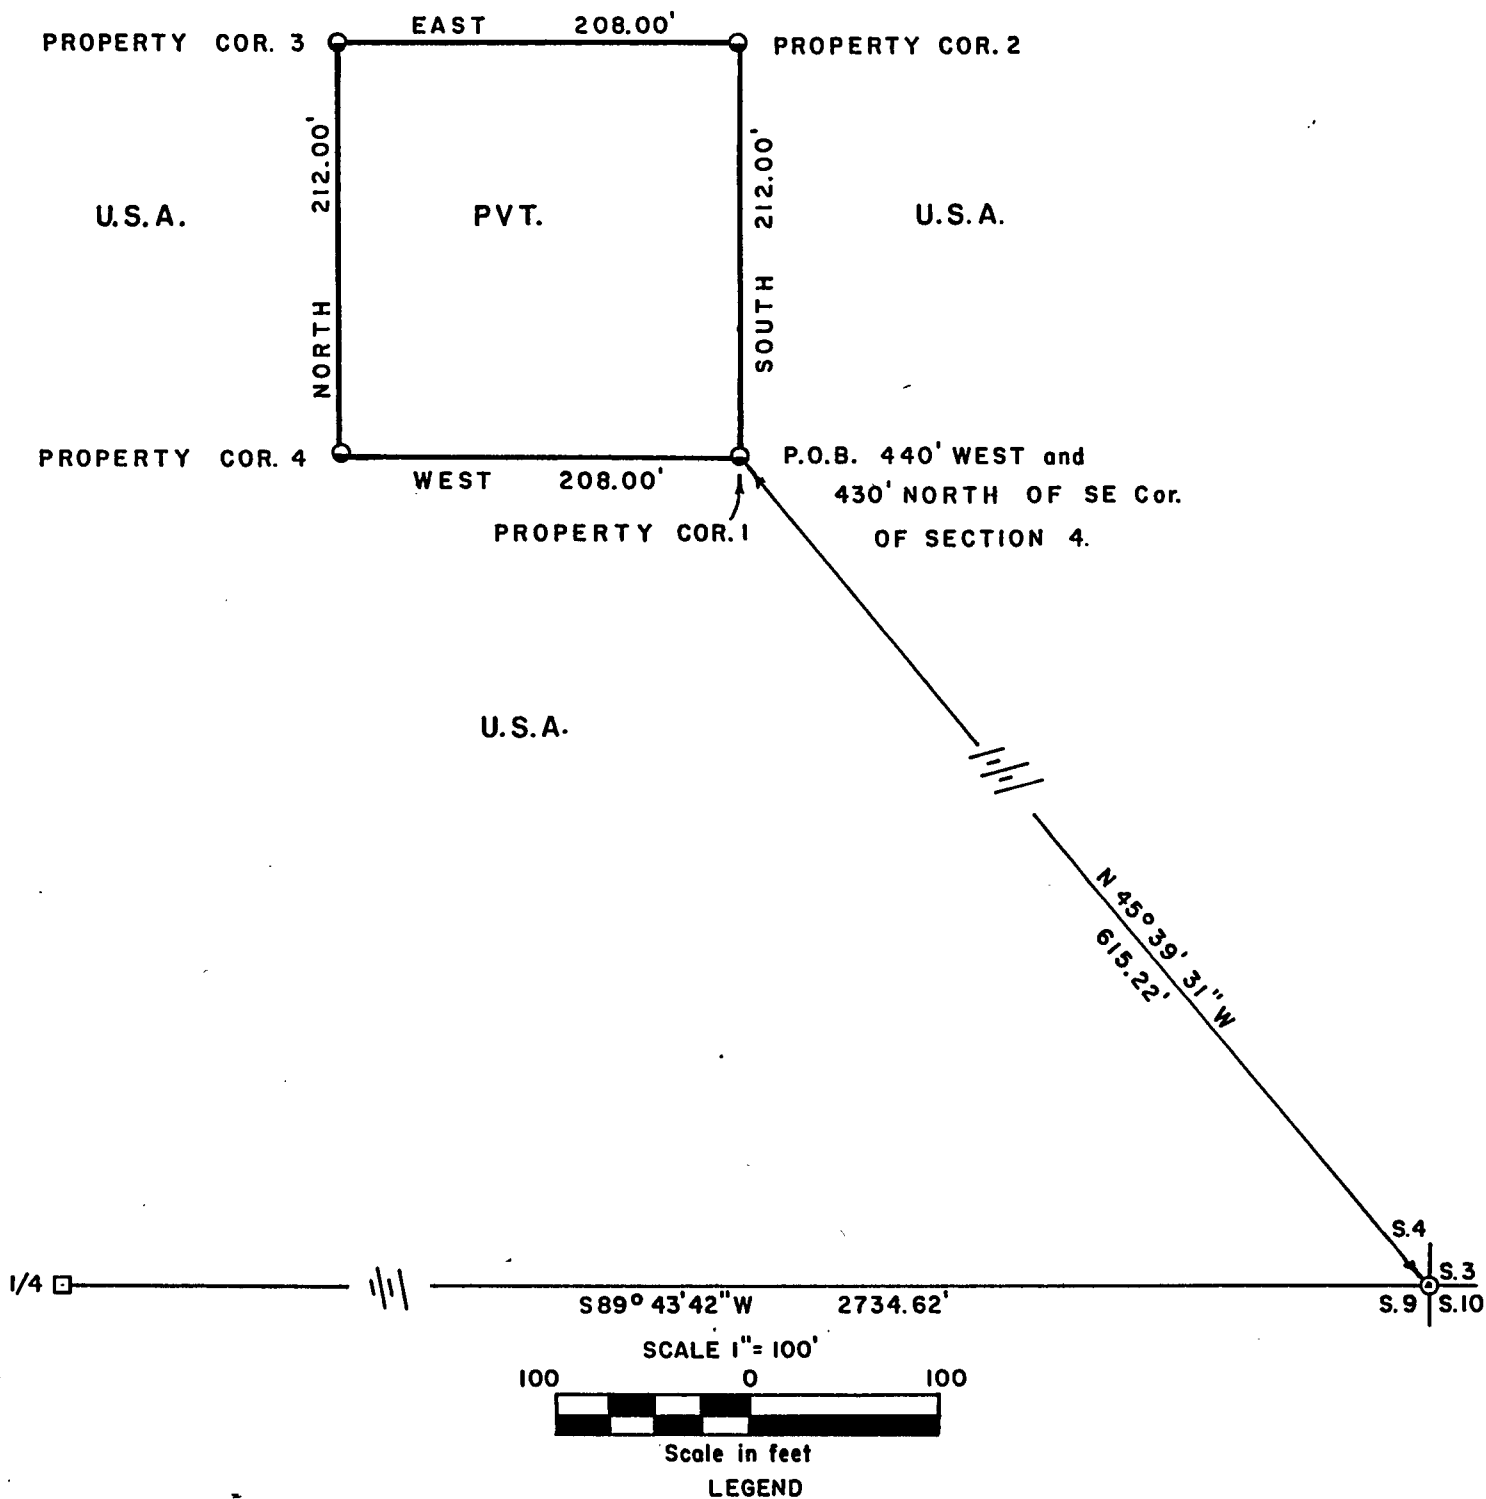 EAST 208.00'
PROPERTY COR. 3
PROPERTY COR. 2
NORTH 212.00'
SOUTH 212.00'
U.S.A.
PVT.
U.S.A.
PROPERTY COR. 4
WEST 208.00'
P.O.B. 440' WEST and
430' NORTH OF SE Cor.
OF SECTION 4.
PROPERTY COR. 1
U.S.A.
N 45° 39' 31" W
615.22'
S.4
S.3
1/4
S.9
S.10
S 89° 43' 42" W 2734.62'
SCALE 1" = 100'
100 0 100
Scale in feet
LEGEND